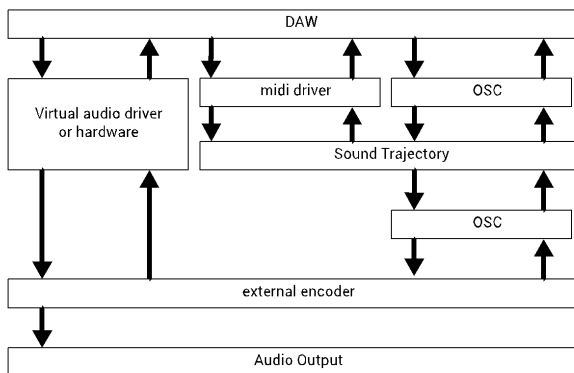 DAW
Virtual audio driver
or hardware
midi driver
OSC
Sound Trajectory
OSC
external encoder
Audio Output